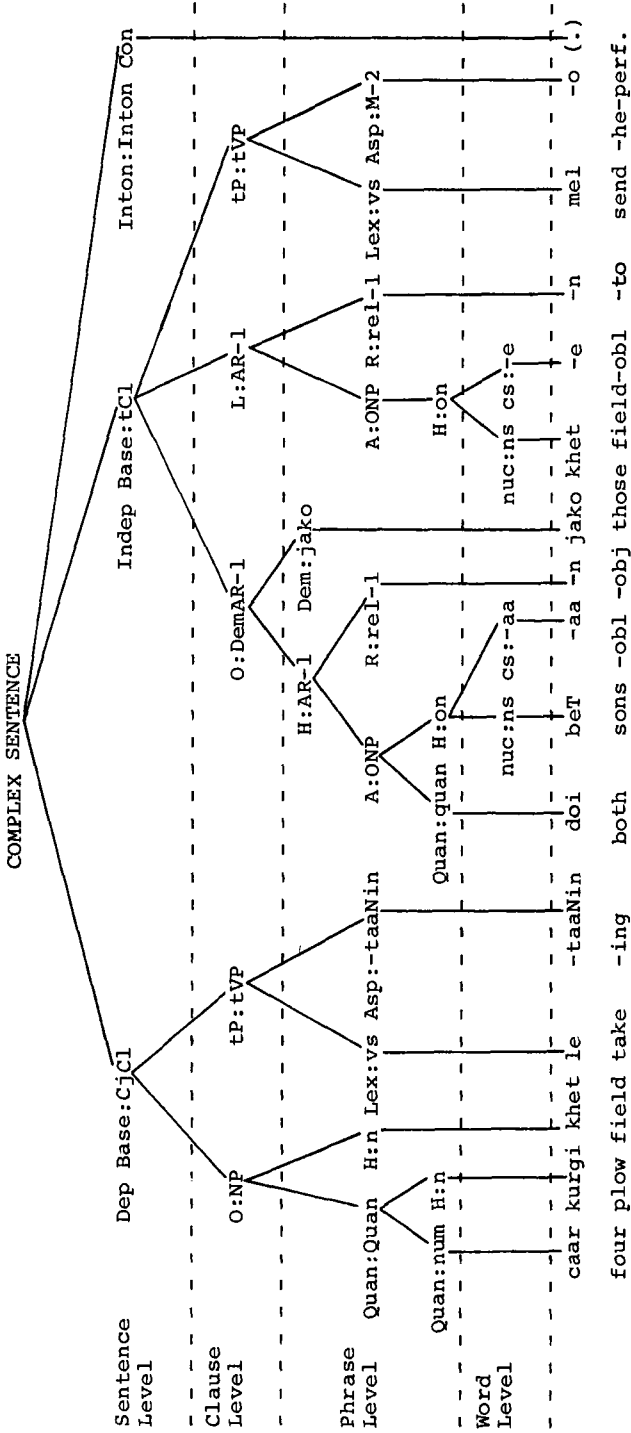 COMPLEX SENTENCE
Sentence Level Dep Base:CjCl Indep Base:tCl Inton:Inton Con
Clause Level O:NP tP:tVP O:DemAR-1 L:AR-1 tP:tVP
H:AR-1 Dem:jako
Phrase Level Quan:Quan H:n Lex:vs Asp:-taaNin A:ONP R:rel-1 A:ONP R:rel-1 Lex:vs Asp:M-2
Quan:num H:n Quan:quan H:on H:on
Word Level nuc:ns cs:-aa nuc:ns cs:-e
caar kurgi khet le -taaNin doi beT -aa -n jako khet -e -n mel -o (.)
four plow field take -ing both sons -obl -obj those field-obl -to send -he-perf.